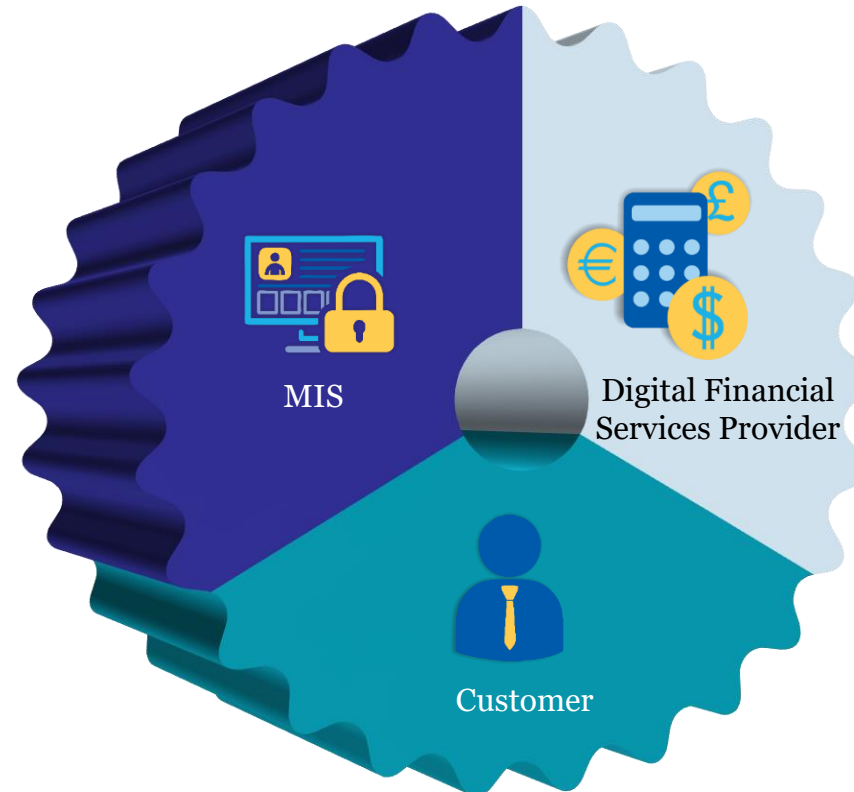 £
€
$
MIS
Digital Financial
Services Provider
Customer